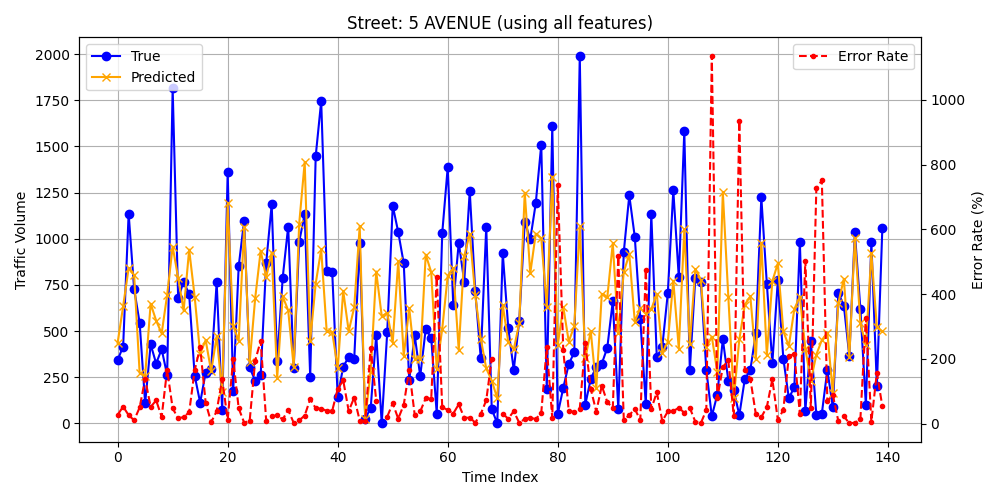 Street: 5 AVENUE (using all features)
True
Predicted
Error Rate
2000
1750
1500
1250
1000
750
500
250
0
Traffic Volume
1000
800
600
400
200
0
Error Rate (%)
0 20 40 60 80 100 120 140
Time Index